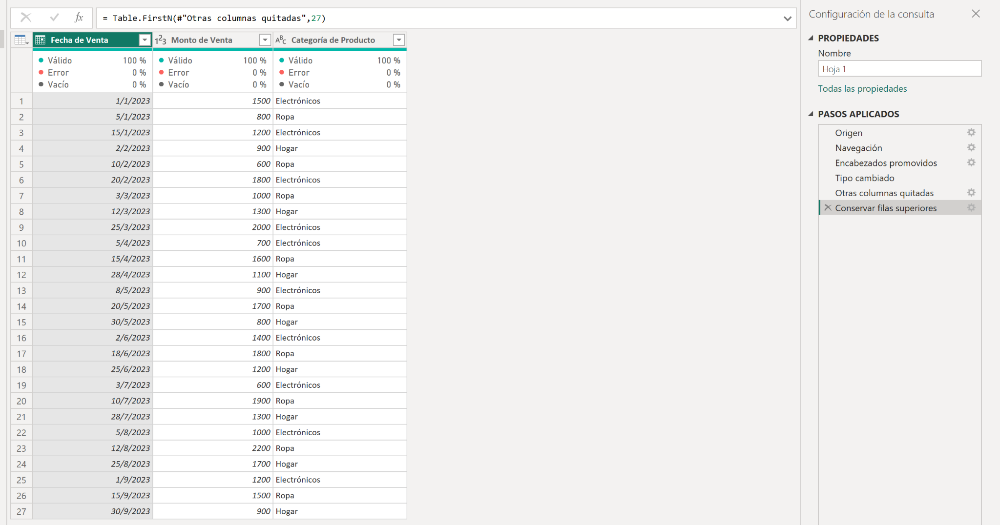 fx = Table.FirstN(#"Otras columnas quitadas",27)
Fecha de Venta 123 Monto de Venta ABC Categoría de Producto
Válido 100 % Válido 100 % Válido 100 %
Error 0 % Error 0 % Error 0 %
Vacío 0 % Vacío 0 % Vacío 0 %
1 1/1/2023 1500 Electrónicos
2 5/1/2023 800 Ropa
3 15/1/2023 1200 Electrónicos
4 2/2/2023 900 Hogar
5 10/2/2023 600 Ropa
6 20/2/2023 1800 Electrónicos
7 3/3/2023 1000 Ropa
8 12/3/2023 1300 Hogar
9 25/3/2023 2000 Electrónicos
10 5/4/2023 700 Electrónicos
11 15/4/2023 1600 Ropa
12 28/4/2023 1100 Hogar
13 8/5/2023 900 Electrónicos
14 20/5/2023 1700 Ropa
15 30/5/2023 800 Hogar
16 2/6/2023 1400 Electrónicos
17 18/6/2023 1800 Ropa
18 25/6/2023 1200 Hogar
19 3/7/2023 600 Electrónicos
20 10/7/2023 1900 Ropa
21 28/7/2023 1300 Hogar
22 5/8/2023 1000 Electrónicos
23 12/8/2023 2200 Ropa
24 25/8/2023 1700 Hogar
25 1/9/2023 1200 Electrónicos
26 15/9/2023 1500 Ropa
27 30/9/2023 900 Hogar
Configuración de la consulta
PROPIEDADES
Nombre
Hoja 1
Todas las propiedades
PASOS APLICADOS
Origen
Navegación
Encabezados promovidos
Tipo cambiado
Otras columnas quitadas
Conservar filas superiores